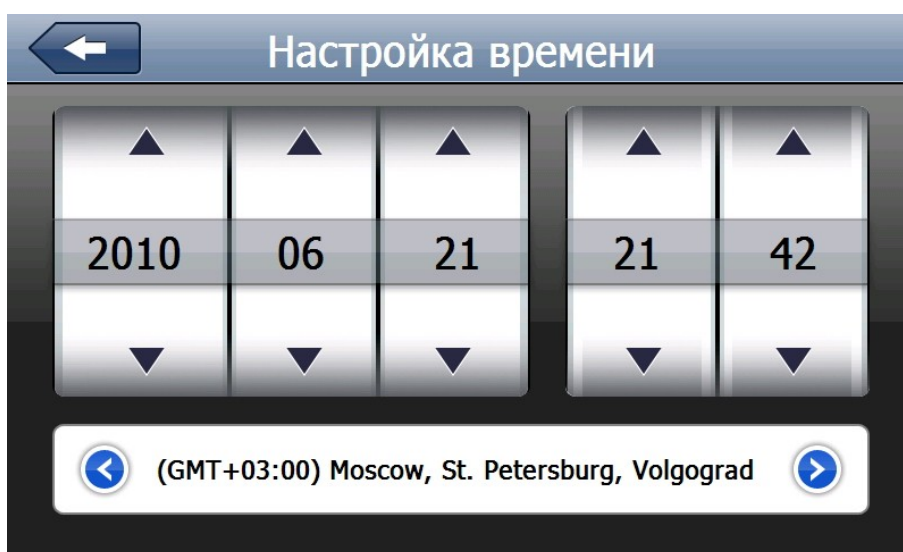 Настройка времени
2010 06 21 21 42
(GMT+03:00) Moscow, St. Petersburg, Volgograd